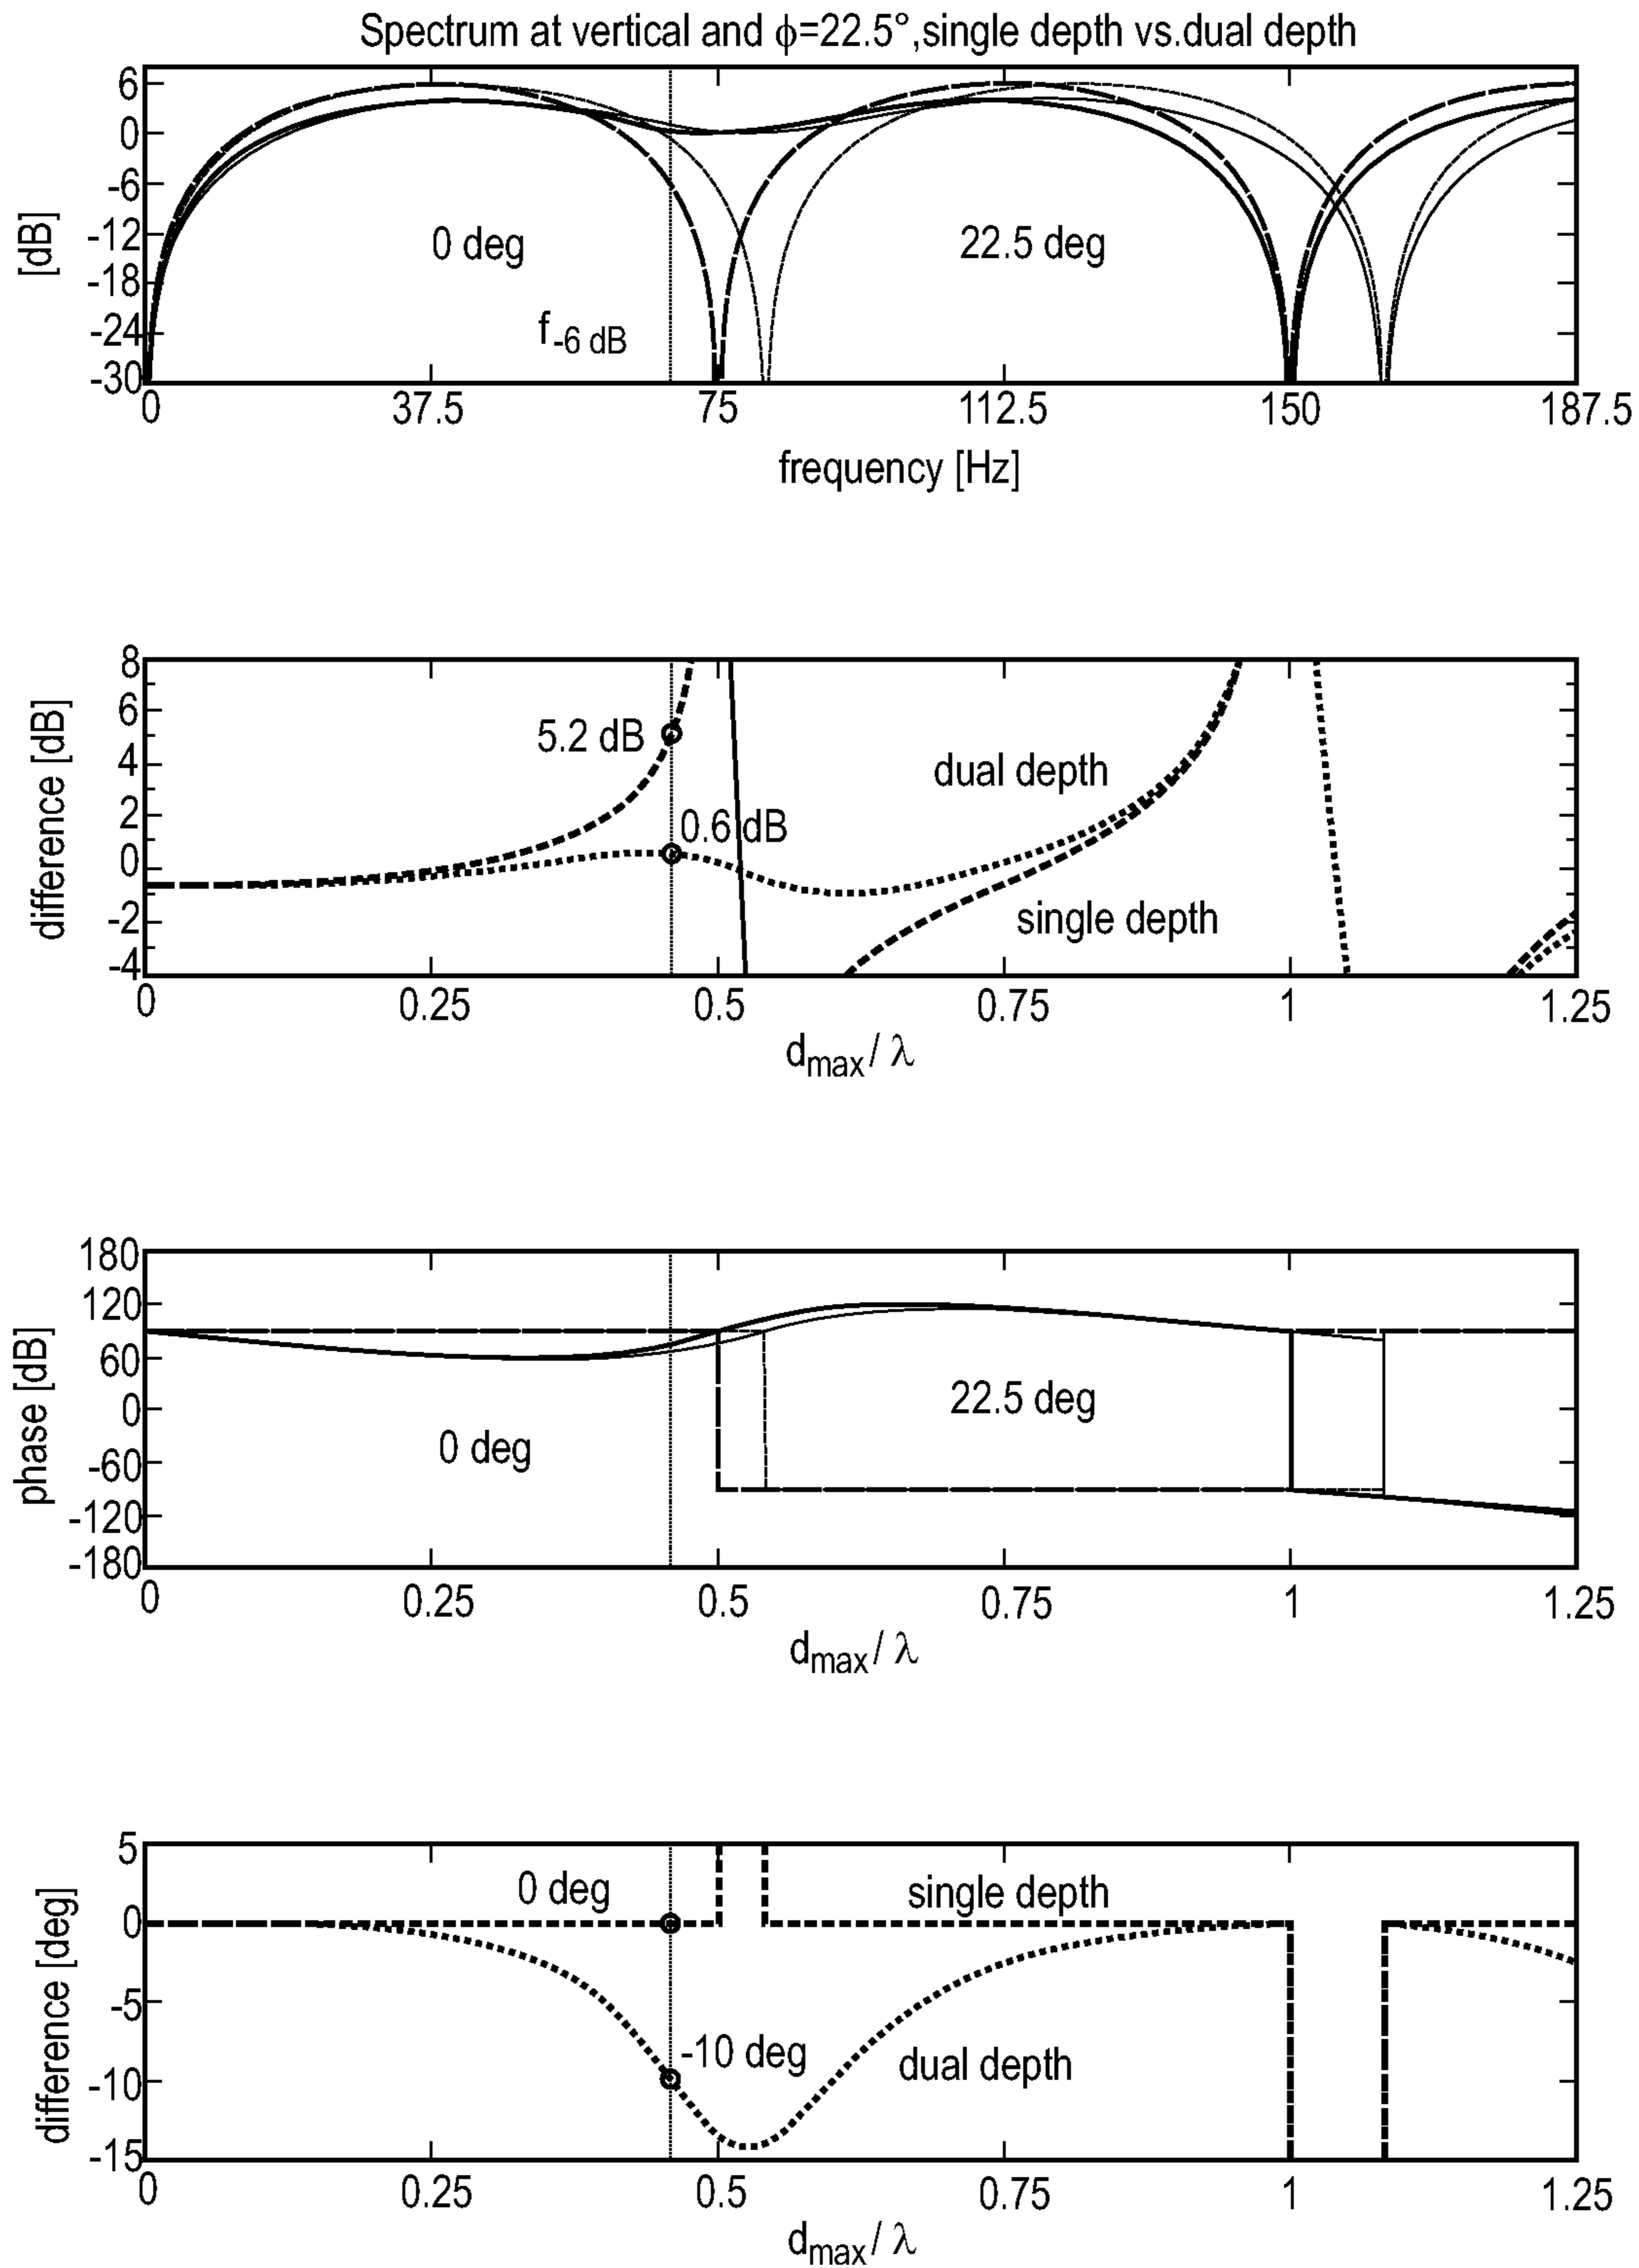 Spectrum at vertical and ϕ=22.5°,single depth vs.dual depth
[dB]
6
0
-6
-12
-18
-24
-30
0 deg
22.5 deg
f-6 dB
0 37.5 75 112.5 150 187.5
frequency [Hz]
difference [dB]
8
6
4
2
0
-2
-4
5.2 dB
0.6 dB
dual depth
single depth
0 0.25 0.5 0.75 1 1.25
dmax / λ
phase [dB]
180
120
60
0
-60
-120
-180
22.5 deg
0 deg
0 0.25 0.5 0.75 1 1.25
dmax / λ
difference [deg]
5
0
-5
-10
-15
0 deg
single depth
-10 deg
dual depth
0 0.25 0.5 0.75 1 1.25
dmax / λ